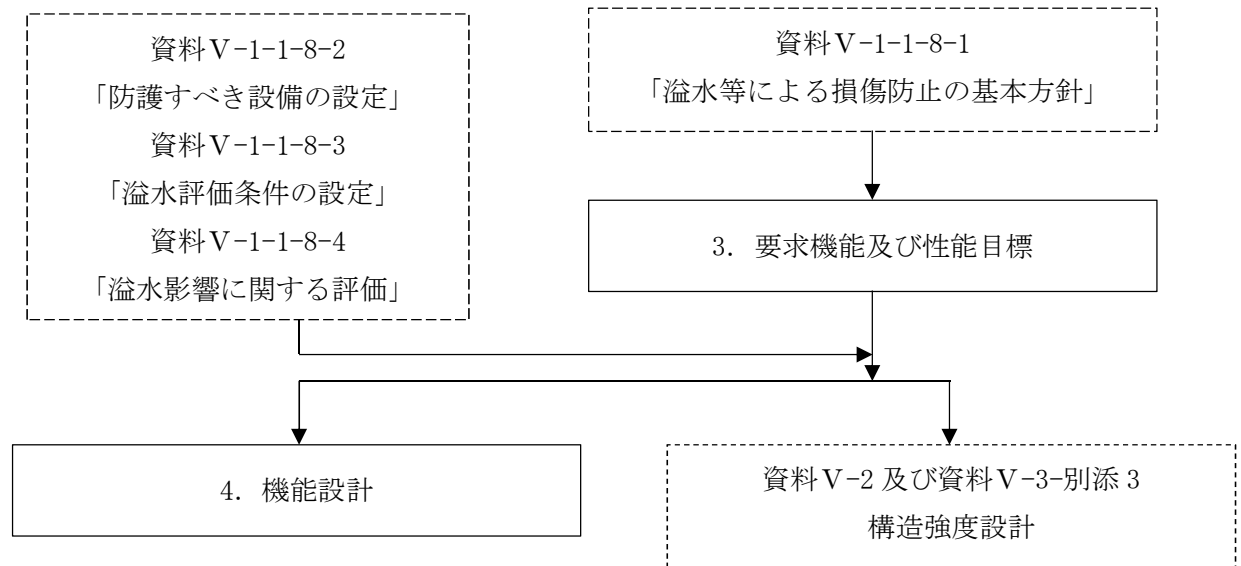 資料Ⅴ-1-1-8-2
「防護すべき設備の設定」
資料Ⅴ-1-1-8-3
「溢水評価条件の設定」
資料Ⅴ-1-1-8-4
「溢水影響に関する評価」
資料Ⅴ-1-1-8-1
「溢水等による損傷防止の基本方針」
3. 要求機能及び性能目標
4. 機能設計
資料Ⅴ-2 及び資料Ⅴ-3-別添 3
構造強度設計